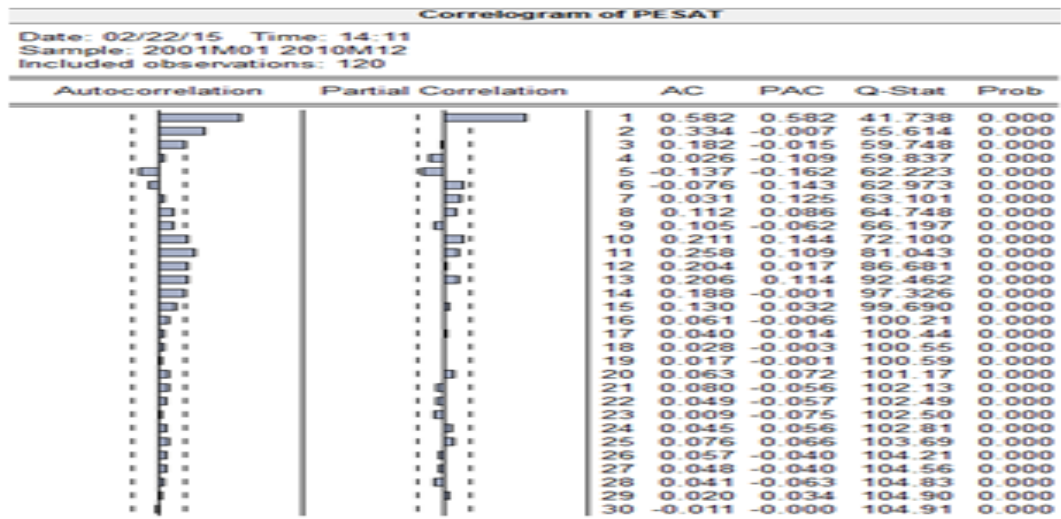 Correlogram of PESAT
Date: 02/22/15 Time: 14:11
Sample: 2001M01 2010M12
Included observations: 120
Autocorrelation Partial Correlation AC PAC Q-Stat Prob
1 0.582 0.582 41.738 0.000
2 0.334 -0.007 55.614 0.000
3 0.182 -0.015 59.748 0.000
4 0.026 -0.109 59.837 0.000
5 -0.137 -0.162 62.223 0.000
6 -0.076 0.143 62.973 0.000
7 0.031 0.125 63.101 0.000
8 0.112 0.086 64.748 0.000
9 0.105 -0.062 66.197 0.000
10 0.211 0.144 72.100 0.000
11 0.258 0.109 81.043 0.000
12 0.204 0.017 86.681 0.000
13 0.206 0.114 92.462 0.000
14 0.188 -0.001 97.326 0.000
15 0.130 0.032 99.690 0.000
16 0.061 -0.006 100.21 0.000
17 0.040 0.014 100.44 0.000
18 0.028 -0.003 100.55 0.000
19 0.017 -0.001 100.59 0.000
20 0.063 0.072 101.17 0.000
21 0.080 -0.056 102.13 0.000
22 0.049 -0.057 102.49 0.000
23 0.009 -0.075 102.50 0.000
24 0.045 0.056 102.81 0.000
25 0.076 0.066 103.69 0.000
26 0.057 -0.040 104.21 0.000
27 0.048 -0.040 104.56 0.000
28 0.041 -0.063 104.83 0.000
29 0.020 0.034 104.90 0.000
30 -0.011 -0.000 104.91 0.000